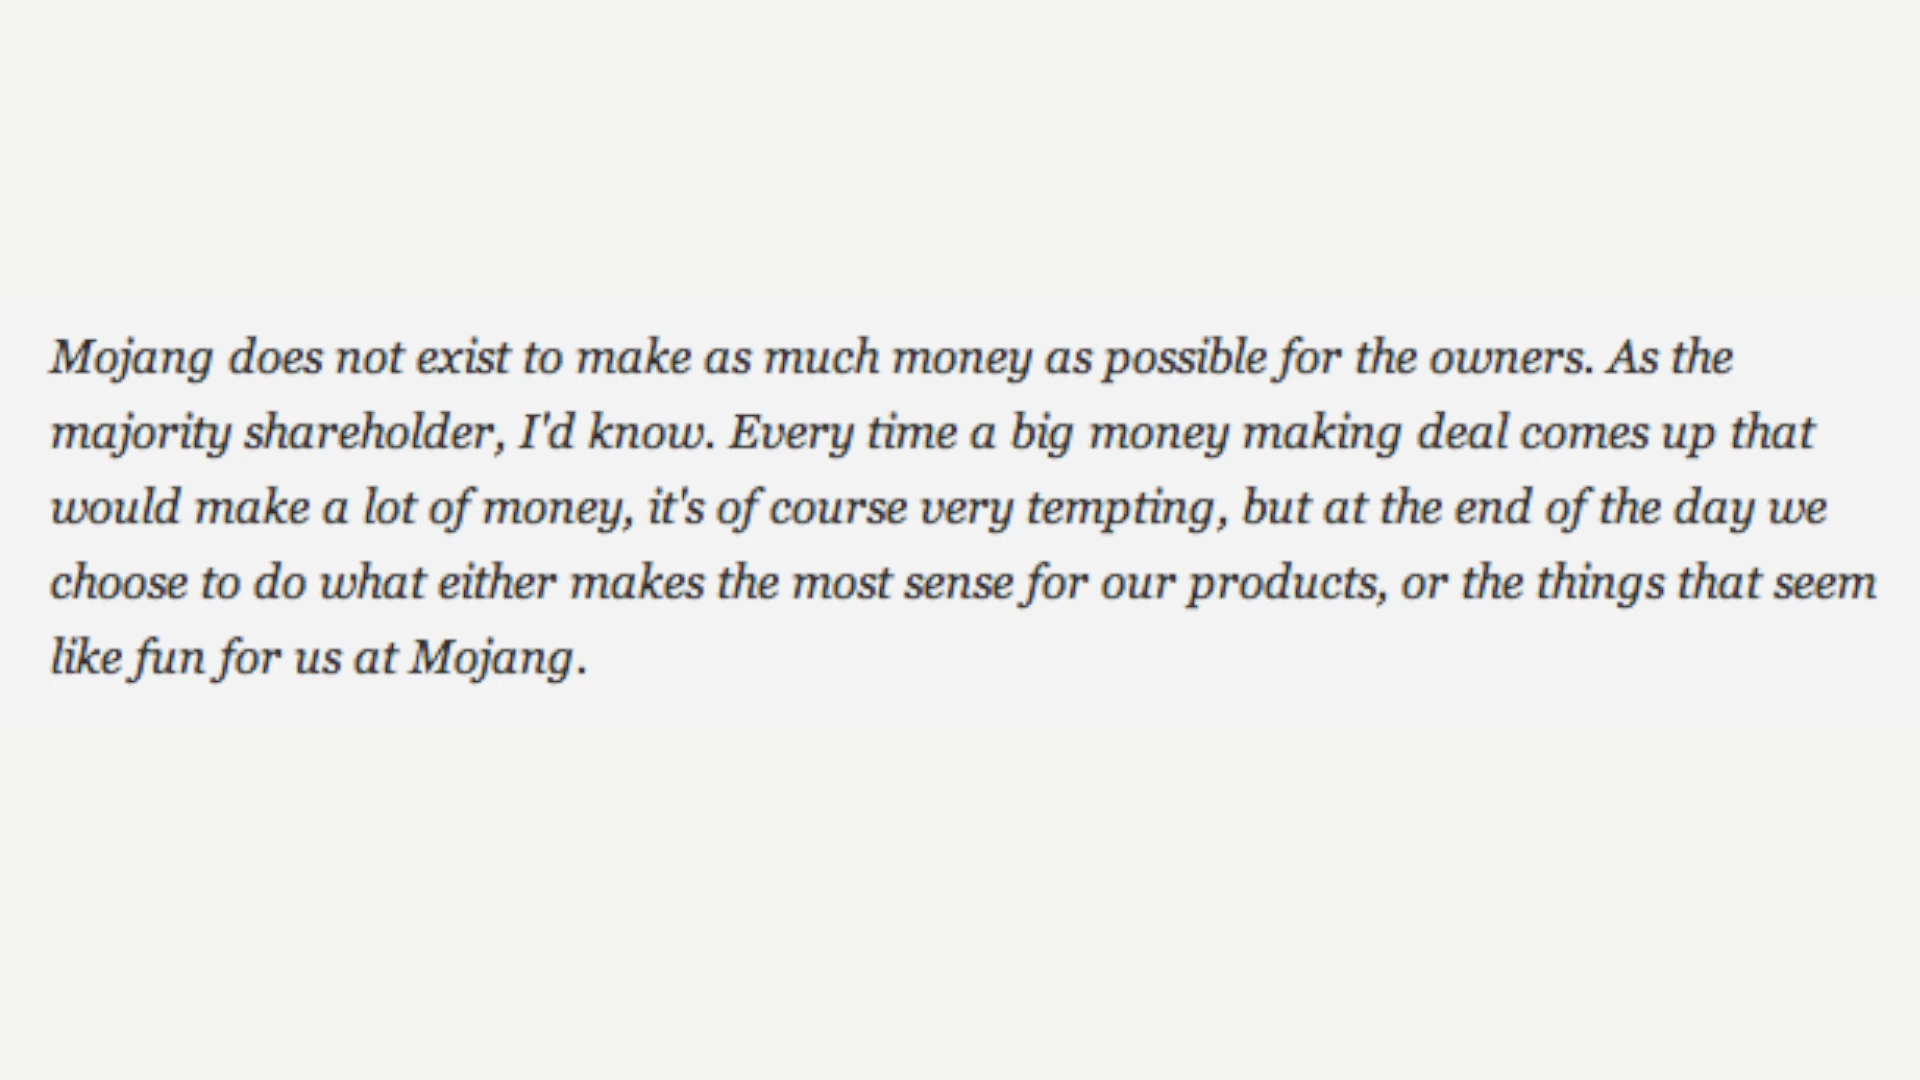 Mojang does not exist to make as much money as possible for the owners. As the
majority shareholder, I'd know. Every time a big money making deal comes up that
would make a lot of money, it's of course very tempting, but at the end of the day we
choose to do what either makes the most sense for our products, or the things that seem
like fun for us at Mojang.